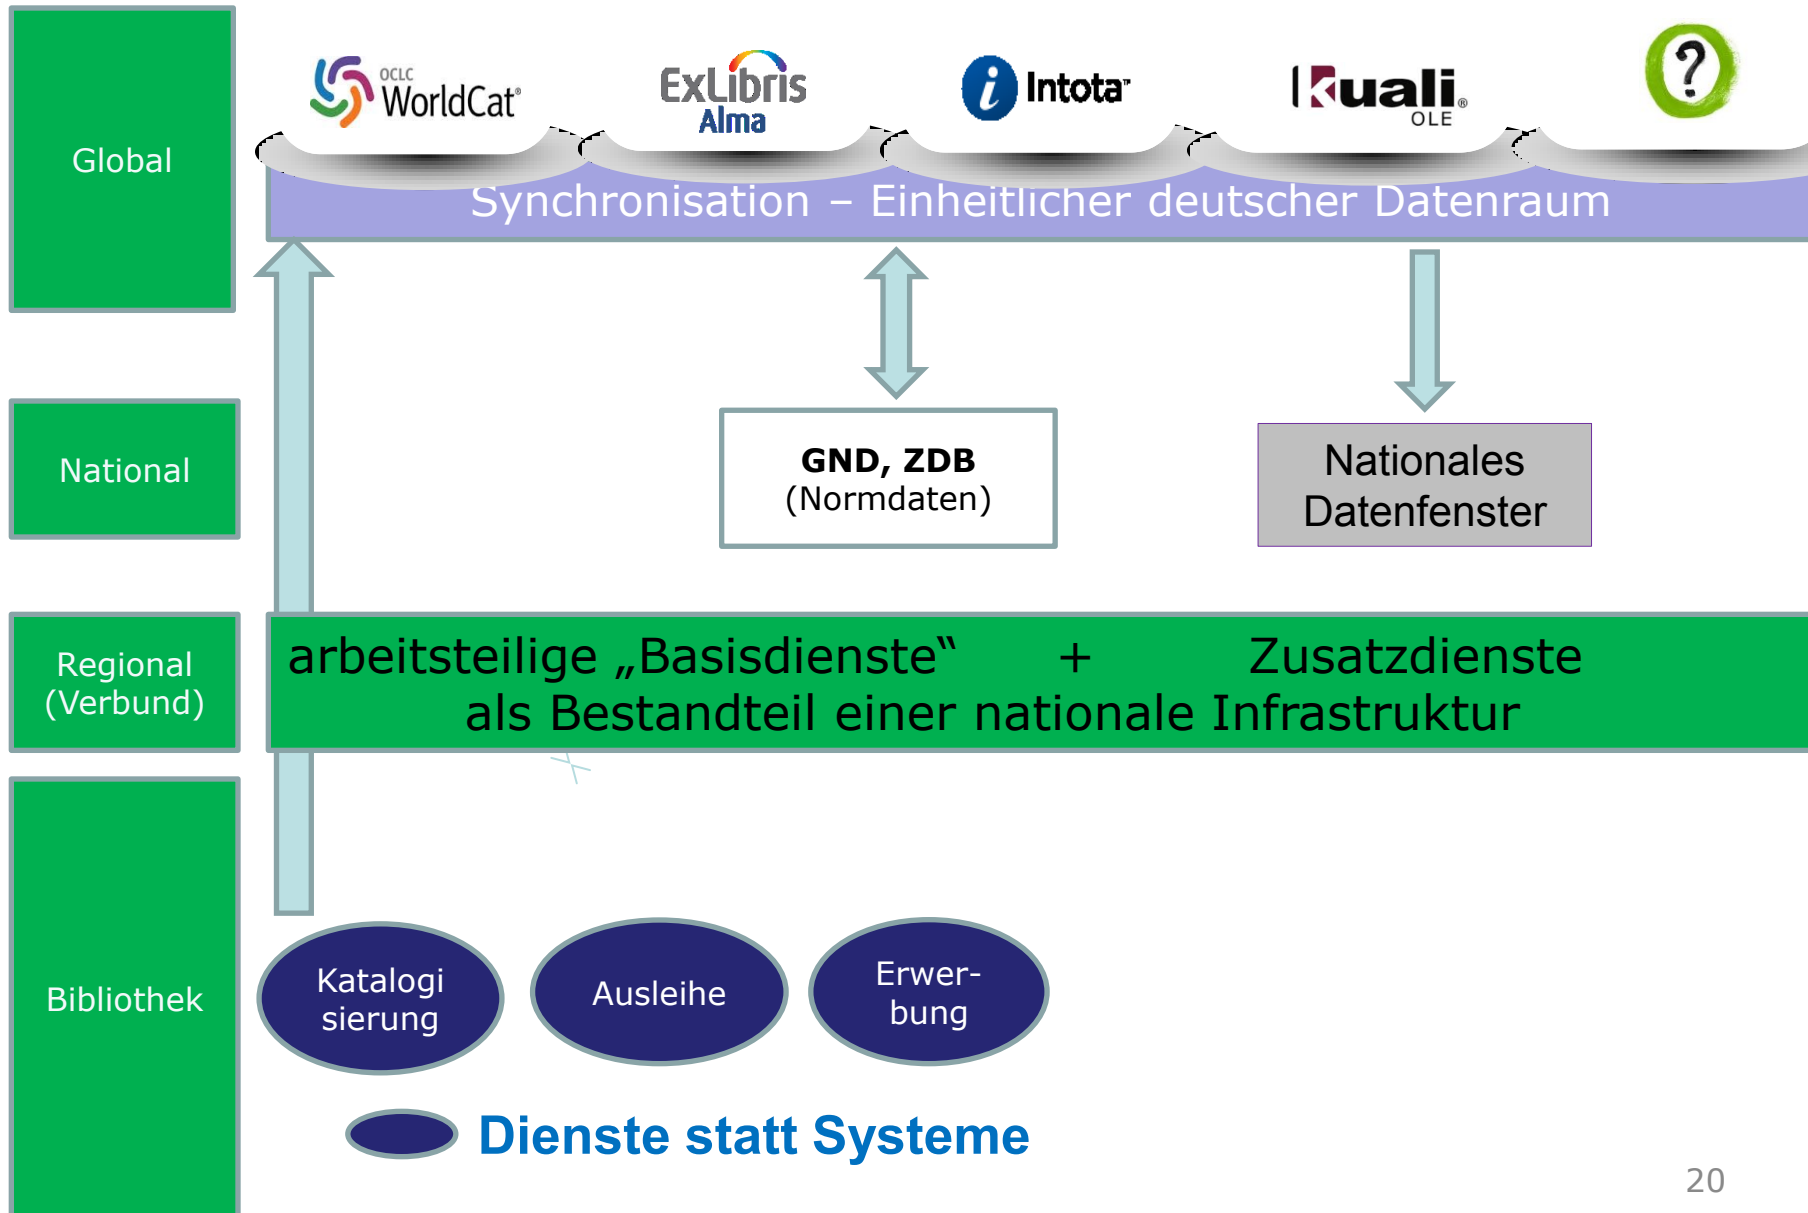 Global
OCLC
WorldCat®
ExLibris
Alma
i Intota™
Kuali®
OLE
?
Synchronisation – Einheitlicher deutscher Datenraum
National
GND, ZDB
(Normdaten)
Nationales
Datenfenster
Regional
(Verbund)
arbeitsteilige „Basisdienste“ + Zusatzdienste
als Bestandteil einer nationale Infrastruktur
Bibliothek
Katalogi
sierung
Ausleihe
Erwer-
bung
Dienste statt Systeme
20